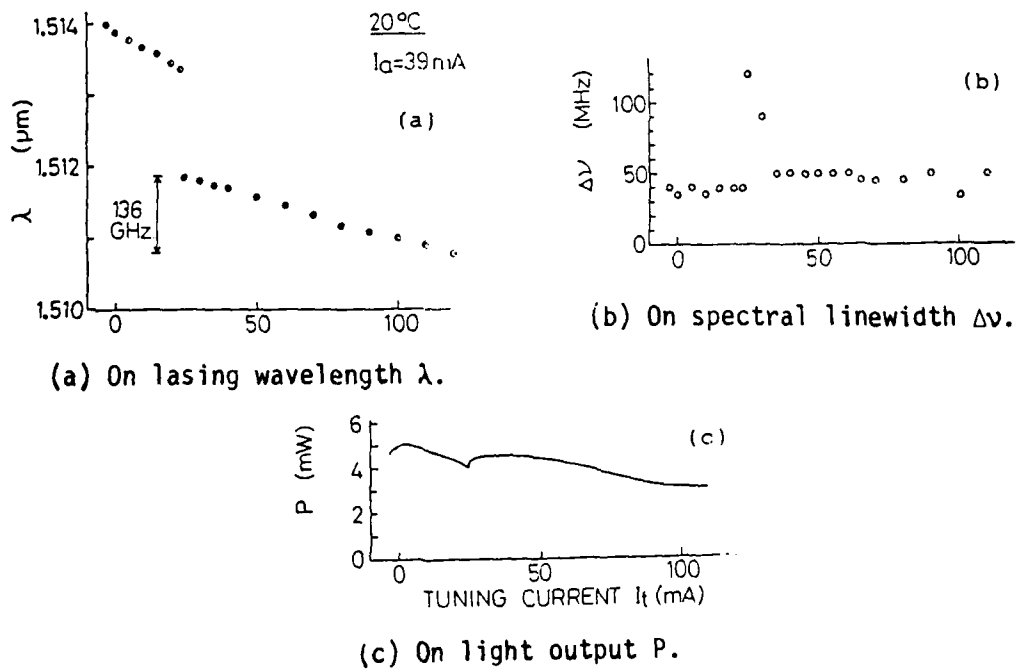 1.514
20°C
Ia=39mA
(a)
λ (μm)
1.512
136
GHz
1.510
0 50 100
(a) On lasing wavelength λ.
(b)
Δν (MHz)
100
50
0
0 50 100
(b) On spectral linewidth Δν.
(c)
P (mW)
6
4
2
0
0 50 100
TUNING CURRENT It (mA)
(c) On light output P.